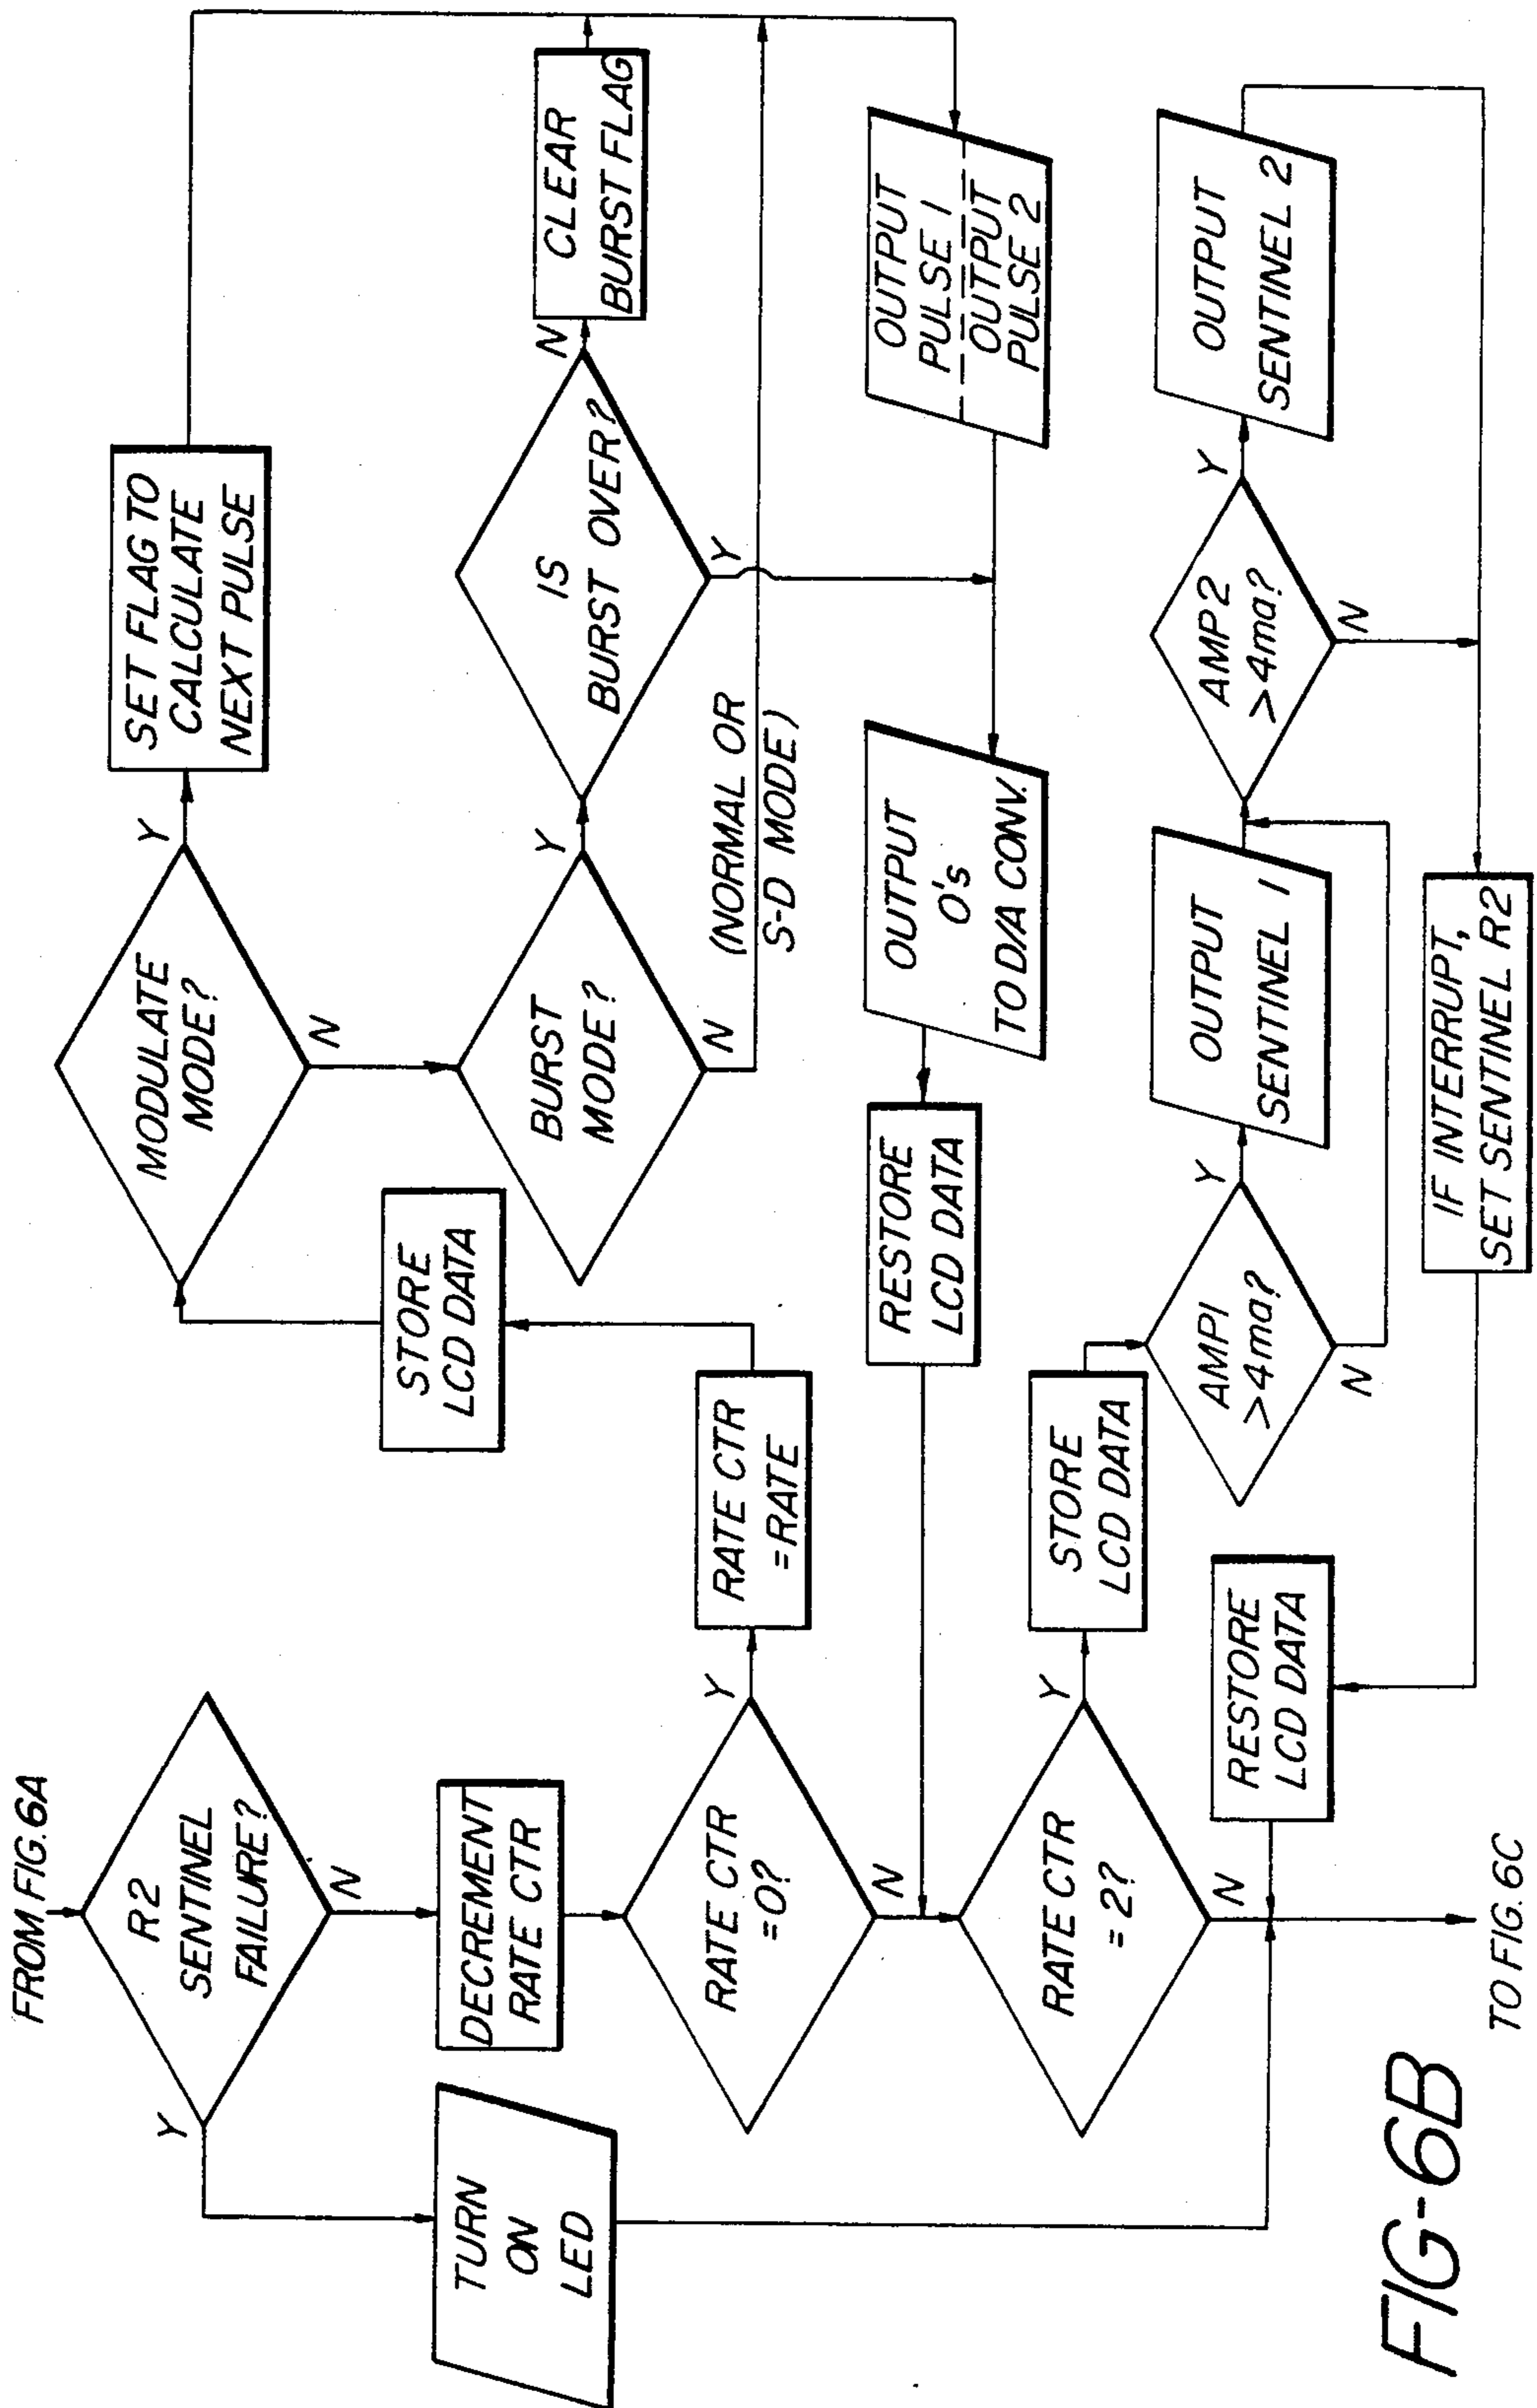 FROM FIG.6A
R2
SENTINEL
FAILURE?
Y
N
TURN
ON
LED
DECREMENT
RATE CTR
RATE CTR
=0?
Y
N
RATE CTR
=RATE
STORE
LCD DATA
MODULATE
MODE?
Y
N
SET FLAG TO
CALCULATE
NEXT PULSE
BURST
MODE?
Y
N
(NORMAL OR
S-D MODE)
IS
BURST OVER?
N
Y
CLEAR
BURST FLAG
OUTPUT
PULSE 1
OUTPUT
PULSE 2
OUTPUT
O's
TO D/A CONV.
RESTORE
LCD DATA
RATE CTR
=2?
Y
N
STORE
LCD DATA
AMP1
>4ma?
Y
N
OUTPUT
SENTINEL 1
AMP2
>4ma?
Y
N
OUTPUT
SENTINEL 2
IF INTERRUPT,
SET SENTINEL R2
RESTORE
LCD DATA
TO FIG.6C
FIG-6B